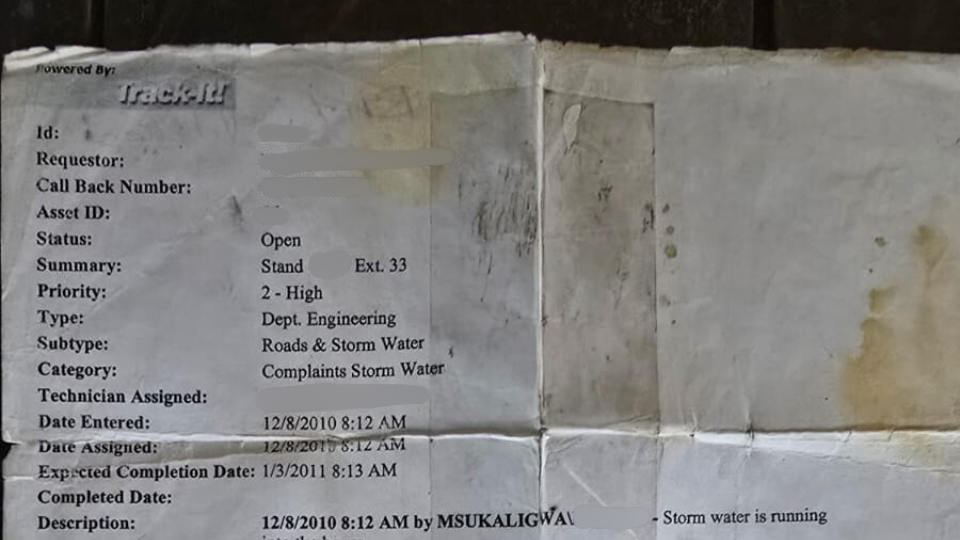 Powered By:
Track-It!
Id:
Requestor:
Call Back Number:
Asset ID:
Status: Open
Summary: Stand Ext. 33
Priority: 2 - High
Type: Dept. Engineering
Subtype: Roads & Storm Water
Category: Complaints Storm Water
Technician Assigned:
Date Entered: 12/8/2010 8:12 AM
Date Assigned: 12/8/2010 8:12 AM
Expected Completion Date: 1/3/2011 8:13 AM
Completed Date:
Description: 12/8/2010 8:12 AM by MSUKALIGWA\ - Storm water is running